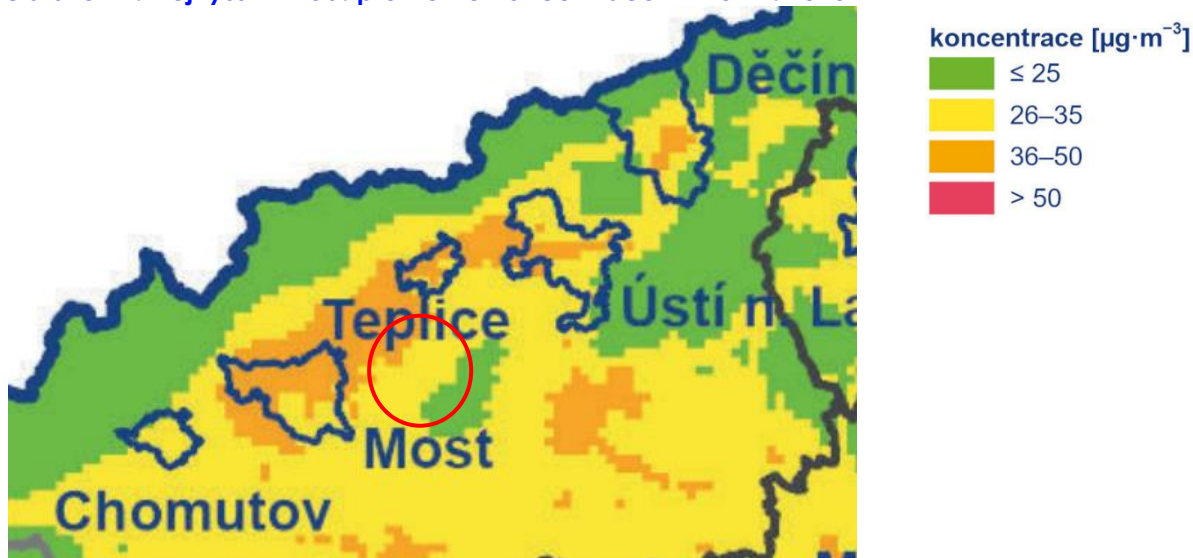 koncentrace [µg·m⁻³]
≤ 25
26–35
36–50
> 50
Děčín
Ústí n. La
Teplice
Most
Chomutov